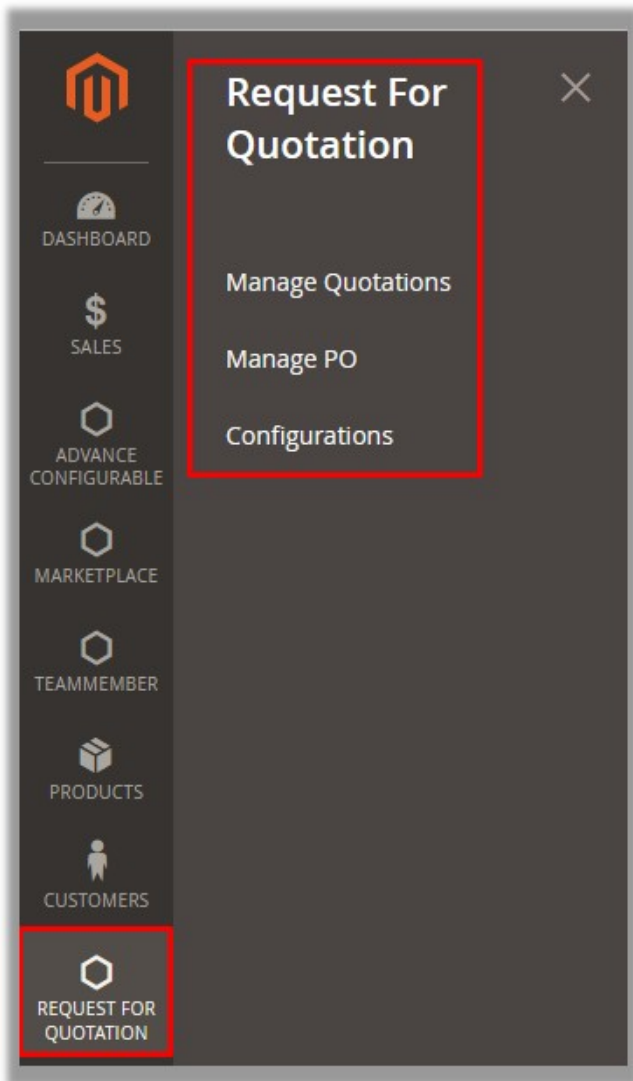 DASHBOARD
SALES
ADVANCE
CONFIGURABLE
MARKETPLACE
TEAMMEMBER
PRODUCTS
CUSTOMERS
REQUEST FOR
QUOTATION
Request For
Quotation
Manage Quotations
Manage PO
Configurations